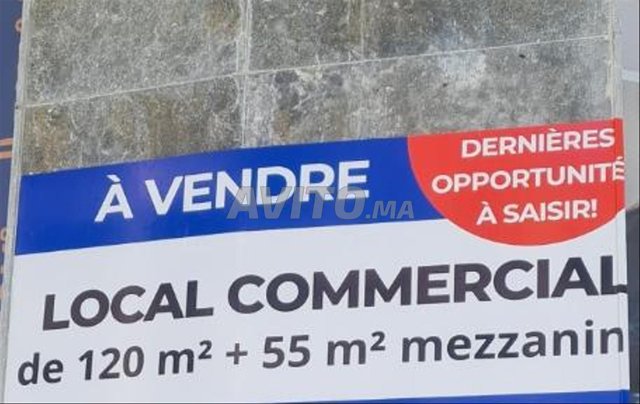 À VENDRE
DERNIÈRES
OPPORTUNITÉ
À SAISIR!
AVITO.MA
LOCAL COMMERCIAL
de 120 m² + 55 m² mezzanin